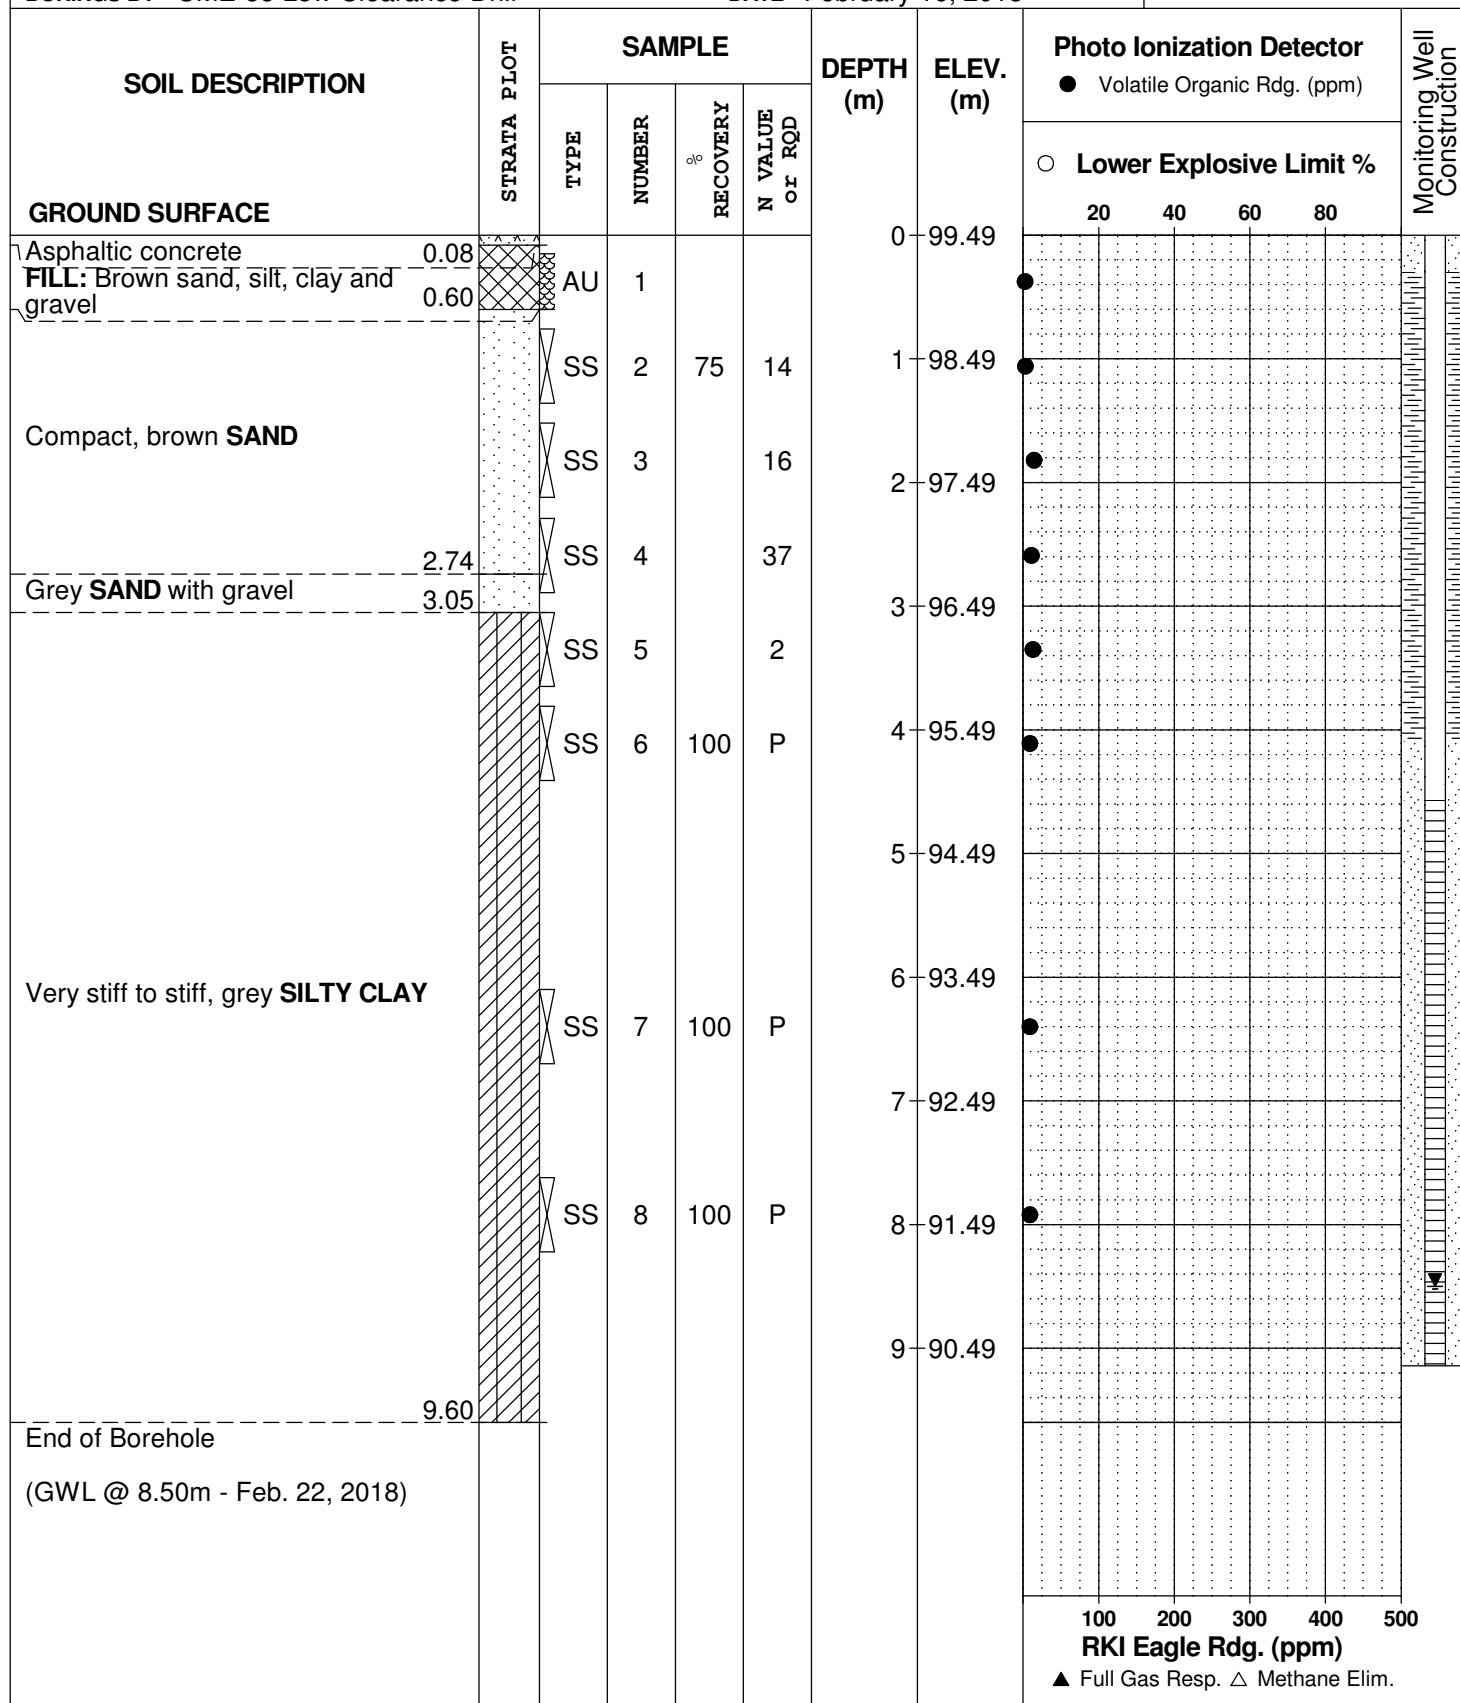 SOIL DESCRIPTION
GROUND SURFACE
STRATA PLOT
SAMPLE
TYPE
NUMBER
% RECOVERY
N VALUE or RQD
DEPTH (m)
ELEV. (m)
Photo Ionization Detector
● Volatile Organic Rdg. (ppm)
○ Lower Explosive Limit %
20 40 60 80
Monitoring Well
Construction
0 99.49
Asphaltic concrete 0.08
FILL: Brown sand, silt, clay and
gravel 0.60
AU 1
SS 2 75 14
1 98.49
Compact, brown SAND
SS 3 16
2 97.49
2.74
SS 4 37
Grey SAND with gravel 3.05
3 96.49
SS 5 2
SS 6 100 P
4 95.49
5 94.49
6 93.49
Very stiff to stiff, grey SILTY CLAY
SS 7 100 P
7 92.49
SS 8 100 P
8 91.49
9 90.49
9.60
End of Borehole
(GWL @ 8.50m - Feb. 22, 2018)
100 200 300 400 500
RKI Eagle Rdg. (ppm)
▲ Full Gas Resp. △ Methane Elim.